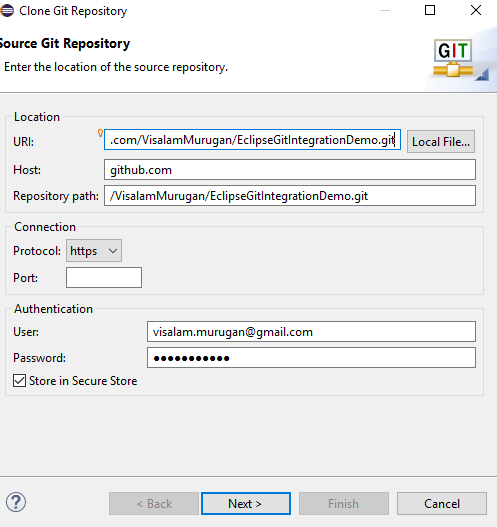 Clone Git Repository
Source Git Repository
Enter the location of the source repository.
GIT
Location
URI: .com/VisalamMurugan/EclipseGitIntegrationDemo.git Local File...
Host: github.com
Repository path: /VisalamMurugan/EclipseGitIntegrationDemo.git
Connection
Protocol: https
Port:
Authentication
User: visalam.murugan@gmail.com
Password: ●●●●●●●●●●●
Store in Secure Store
? < Back Next > Finish Cancel